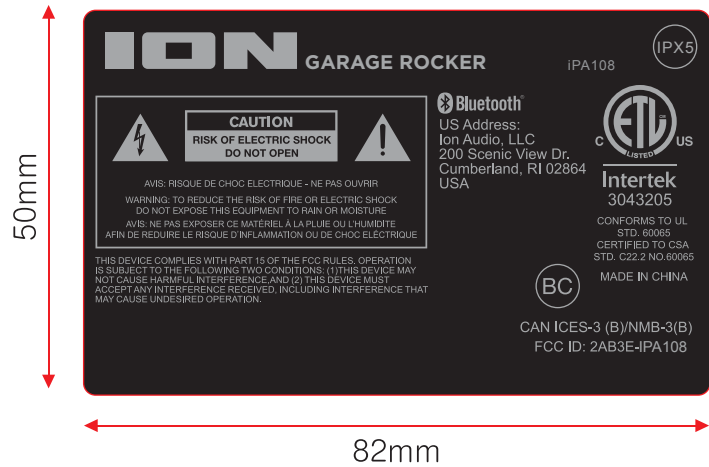 ION GARAGE ROCKER
iPA108
IPX5
CAUTION
RISK OF ELECTRIC SHOCK
DO NOT OPEN
AVIS: RISQUE DE CHOC ELECTRIQUE - NE PAS OUVRIR
WARNING: TO REDUCE THE RISK OF FIRE OR ELECTRIC SHOCK
DO NOT EXPOSE THIS EQUIPMENT TO RAIN OR MOISTURE
AVIS: NE PAS EXPOSER CE MATÉRIEL À LA PLUIE OU L'HUMIDITE
AFIN DE REDUIRE LE RISQUE D'INFLAMMATION OU DE CHOC ELÉCTRIQUE
THIS DEVICE COMPLIES WITH PART 15 OF THE FCC RULES. OPERATION
IS SUBJECT TO THE FOLLOWING TWO CONDITIONS: (1)THIS DEVICE MAY
NOT CAUSE HARMFUL INTERFERENCE,AND (2) THIS DEVICE MUST
ACCEPT ANY INTERFERENCE RECEIVED, INCLUDING INTERFERENCE THAT
MAY CAUSE UNDESIRED OPERATION.
Bluetooth®
US Address:
Ion Audio, LLC
200 Scenic View Dr.
Cumberland, RI 02864
USA
ETL CM
C US
LISTED
Intertek
3043205
CONFORMS TO UL
STD. 60065
CERTIFIED TO CSA
STD. C22.2 NO.60065
MADE IN CHINA
BC
CAN ICES-3 (B)/NMB-3(B)
FCC ID: 2AB3E-IPA108
50mm
82mm